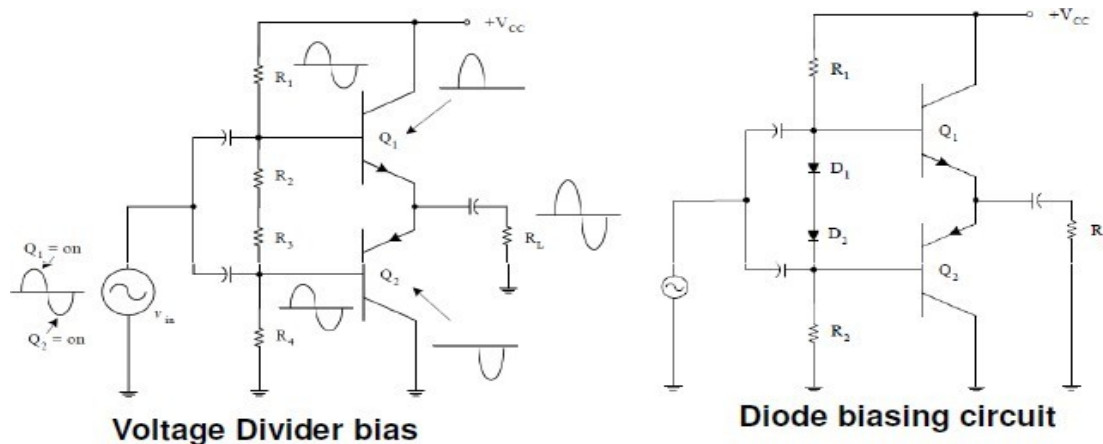 +V_CC
R_1
Q_1
R_2
R_3
R_L
Q_1 = on
v_in
Q_2
Q_2 = on
R_4
Voltage Divider bias
+V_CC
R_1
Q_1
D_1
D_2
R
Q_2
R_2
Diode biasing circuit